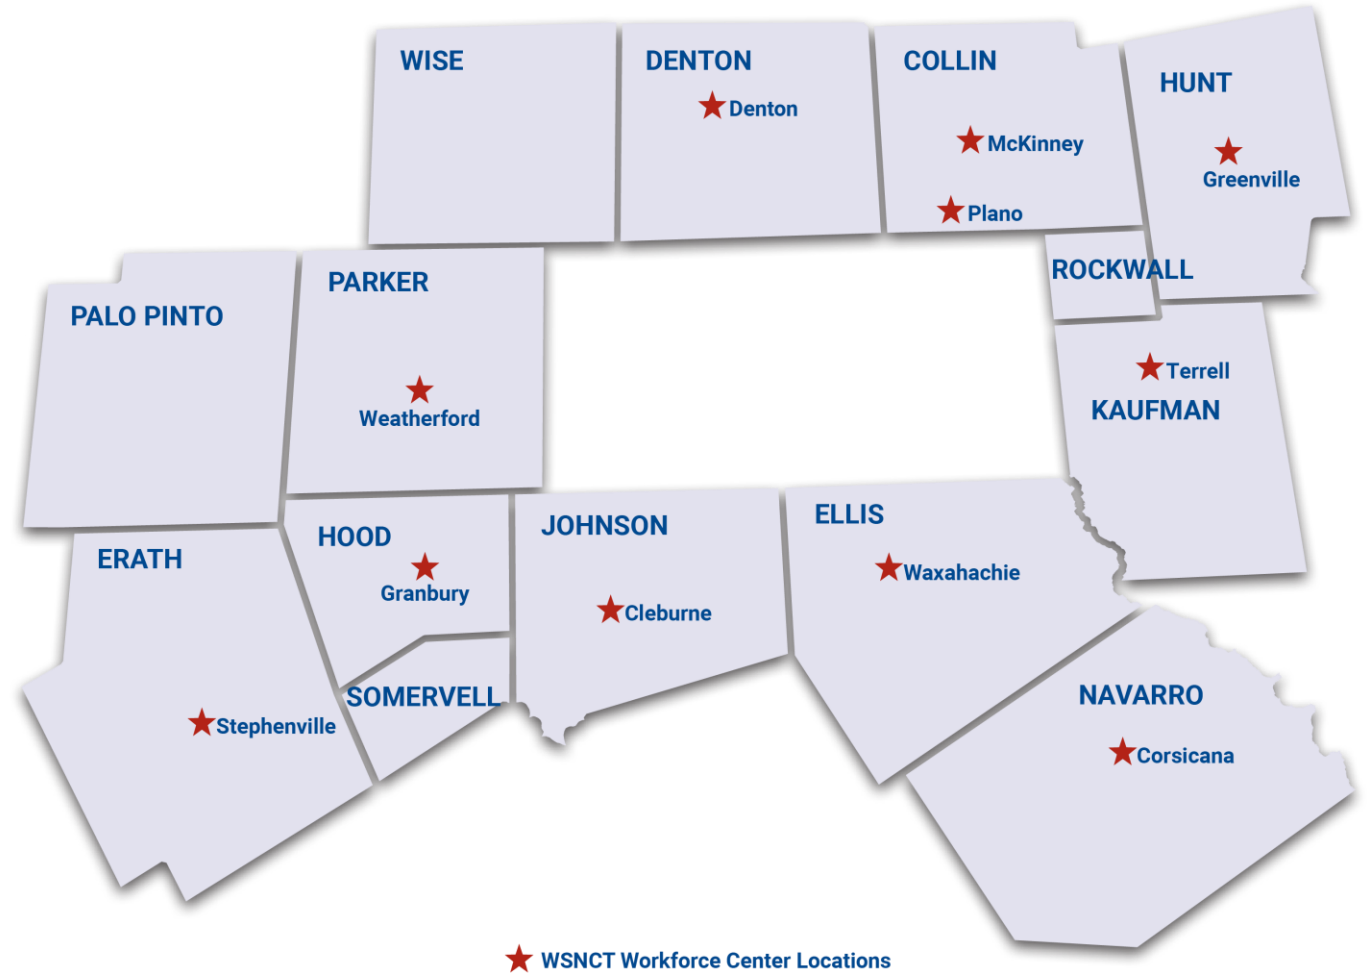 WISE
DENTON
Denton
COLLIN
McKinney
Plano
HUNT
Greenville
ROCKWALL
PALO PINTO
PARKER
Weatherford
Terrell
KAUFMAN
ERATH
Stephenville
HOOD
Granbury
SOMERVELL
JOHNSON
Cleburne
ELLIS
Waxahachie
NAVARRO
Corsicana
WSNCT Workforce Center Locations